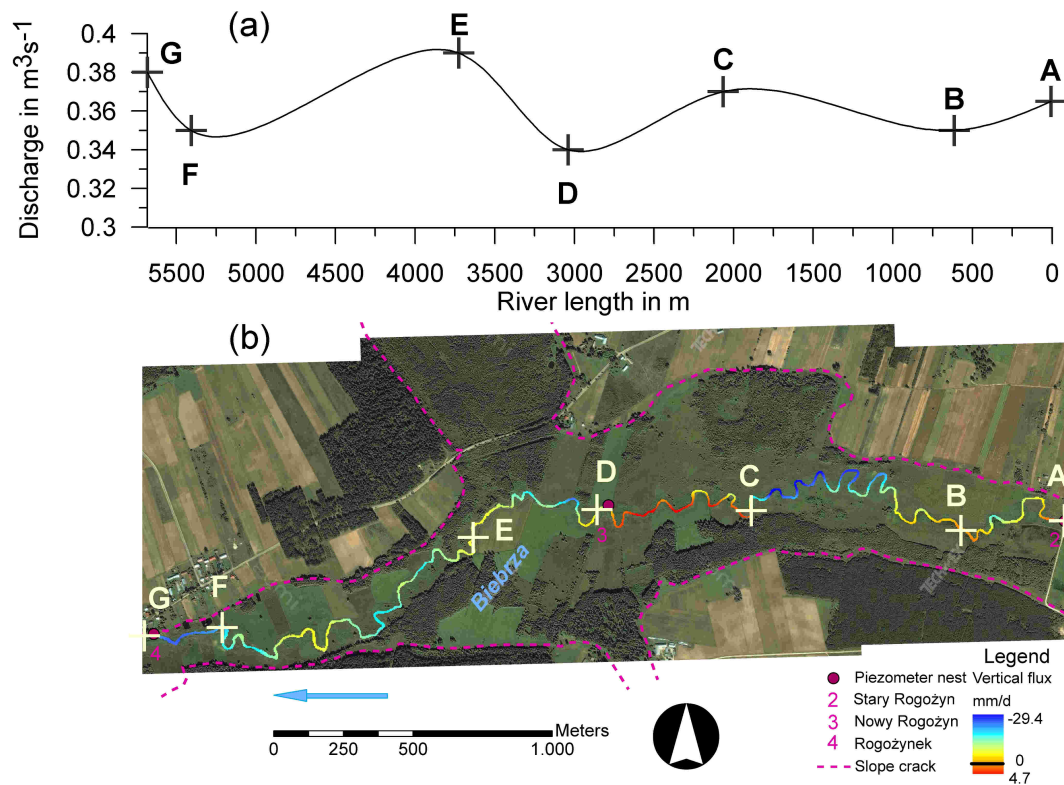 (a)
Discharge in m³s-¹
0.4
0.38
0.36
0.34
0.32
0.3
G
F
E
D
C
B
A
5500 5000 4500 4000 3500 3000 2500 2000 1500 1000 500 0
River length in m
(b)
A
B
C
D
E
F
G
2
3
4
Biebrza
Meters
0 250 500 1.000
Legend
Piezometer nest
2 Stary Rogożyn
3 Nowy Rogożyn
4 Rogożynek
Slope crack
Vertical flux
mm/d
-29.4
0
4.7